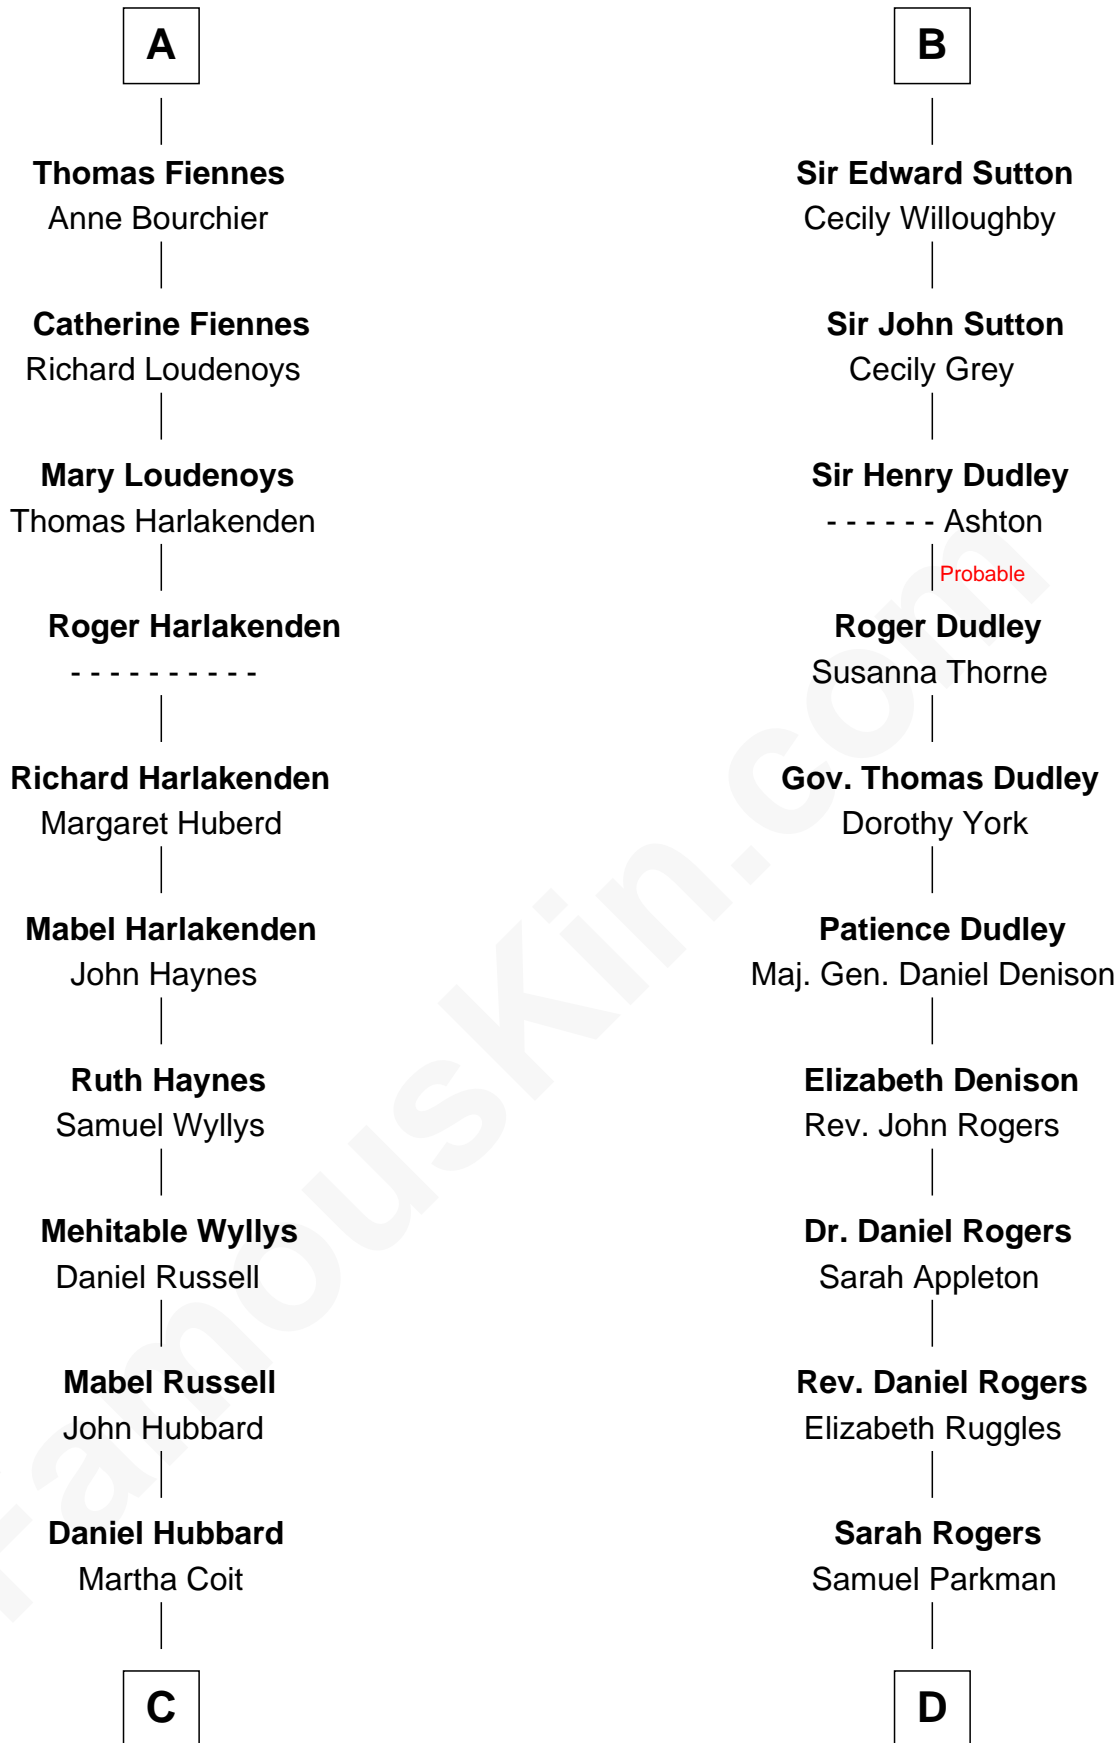 A
Thomas Fiennes
Anne Bourchier
Catherine Fiennes
Richard Loudenoys
Mary Loudenoys
Thomas Harlakenden
Roger Harlakenden
- - - - - - - - - -
Richard Harlakenden
Margaret Huberd
Mabel Harlakenden
John Haynes
Ruth Haynes
Samuel Wyllys
Mehitable Wyllys
Daniel Russell
Mabel Russell
John Hubbard
Daniel Hubbard
Martha Coit
C
B
Sir Edward Sutton
Cecily Willoughby
Sir John Sutton
Cecily Grey
Sir Henry Dudley
- - - - - - Ashton
Probable
Roger Dudley
Susanna Thorne
Gov. Thomas Dudley
Dorothy York
Patience Dudley
Maj. Gen. Daniel Denison
Elizabeth Denison
Rev. John Rogers
Dr. Daniel Rogers
Sarah Appleton
Rev. Daniel Rogers
Elizabeth Ruggles
Sarah Rogers
Samuel Parkman
D
FamousKin.com